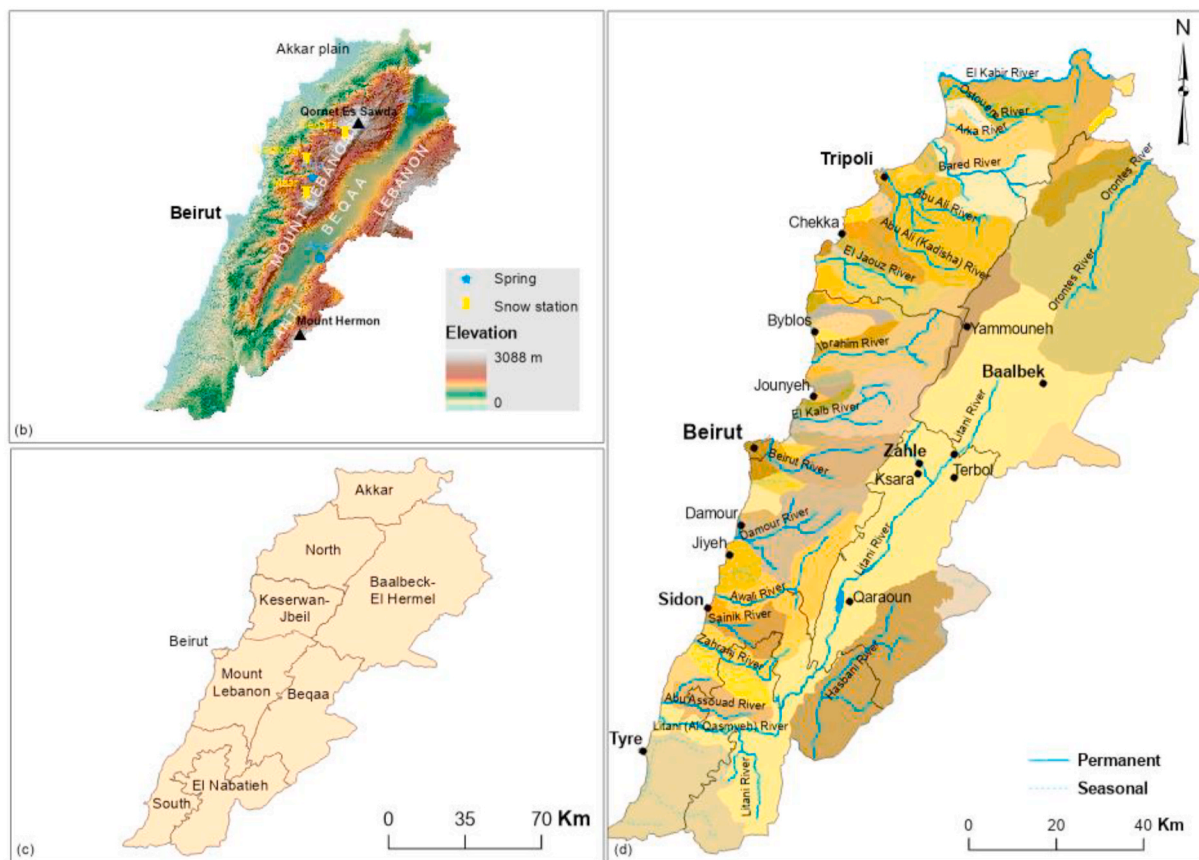 Akkar plain
Qornet Es Sawda
MOUNT LEBANON
BEQAA
ANTI LEBANON
Beirut
Mount Hermon
Spring
Snow station
Elevation
3088 m
0
(b)
Akkar
North
Baalbeck-
El Hermel
Keserwan-
Jbeil
Beirut
Mount
Lebanon
Beqaa
El Nabatieh
South
0 35 70 Km
(c)
N
El Kabir River
Ostouene River
Arka River
Bared River
Tripoli
Abu Ali River
Orontes River
Chekka
Abu Ali (Kadisha) River
El Jaouz River
Orontes River
Byblos
Ibrahim River
Yammouneh
Baalbek
Jounyeh
El Kalb River
Litani River
Beirut
Beirut River
Zahle
Ksara
Terbol
Damour
Damour River
Jiyeh
Litani River
Awali River
Sidon
Qaraoun
Sainik River
Zahrani River
Hasbani River
Abu Assouad River
Litani (Al Qasmyeh) River
Tyre
Litani River
Permanent
Seasonal
0 20 40 Km
(d)